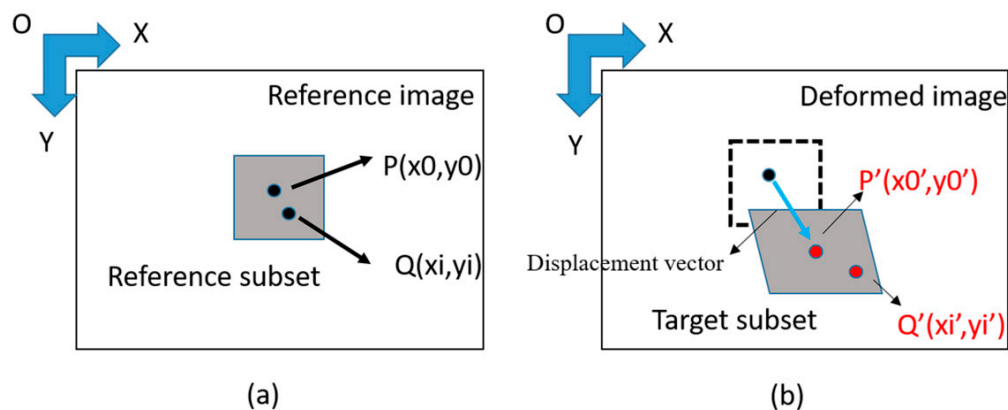 O
X
Y
Reference image
P(x0,y0)
Q(xi,yi)
Reference subset
(a)
O
X
Y
Deformed image
P’(x0’,y0’)
Displacement vector
Target subset
Q’(xi’,yi’)
(b)